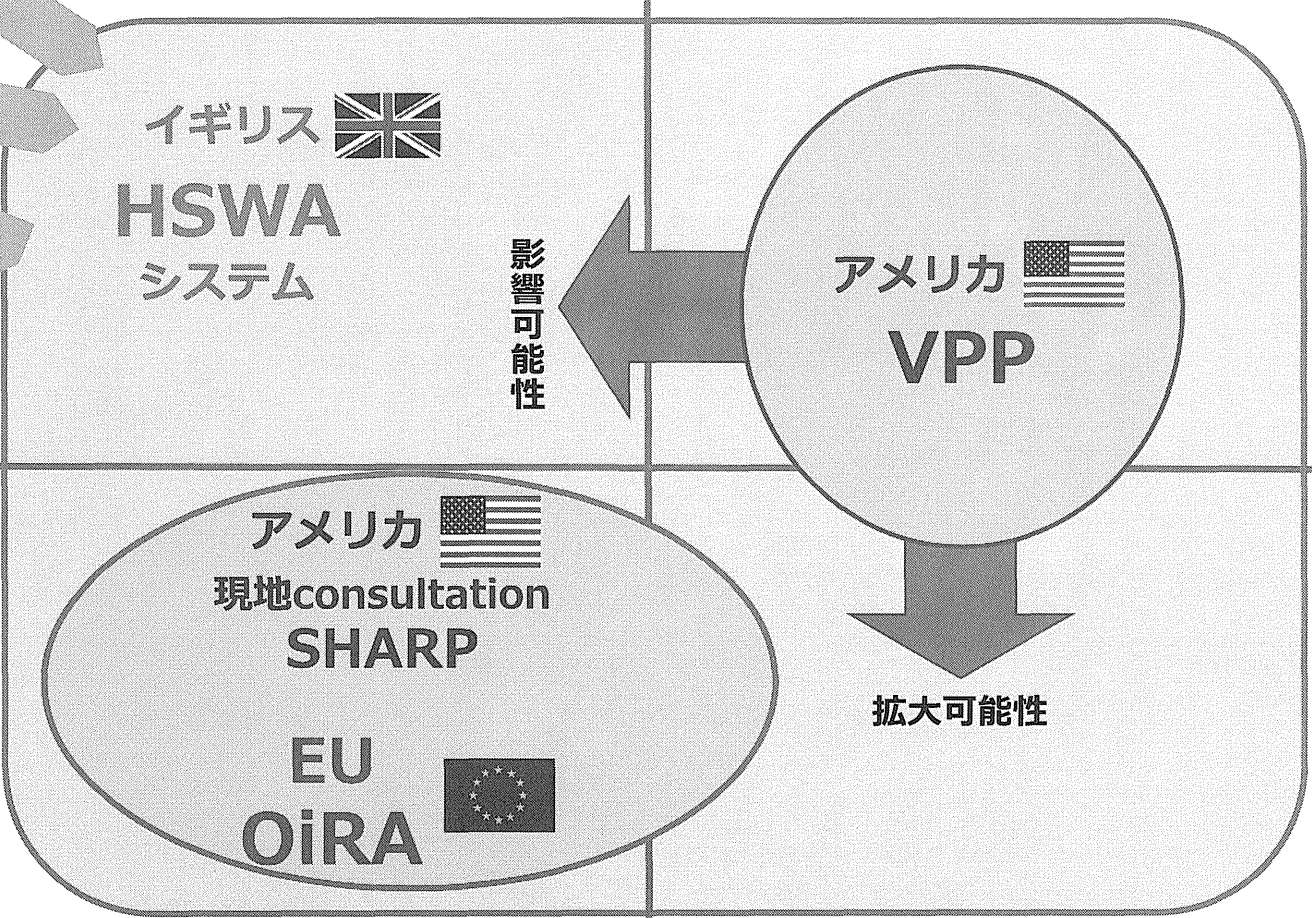 イギリス
HSWA
システム
影響可能性
アメリカ
VPP
アメリカ
現地consultation
SHARP
EU
OiRA
拡大可能性